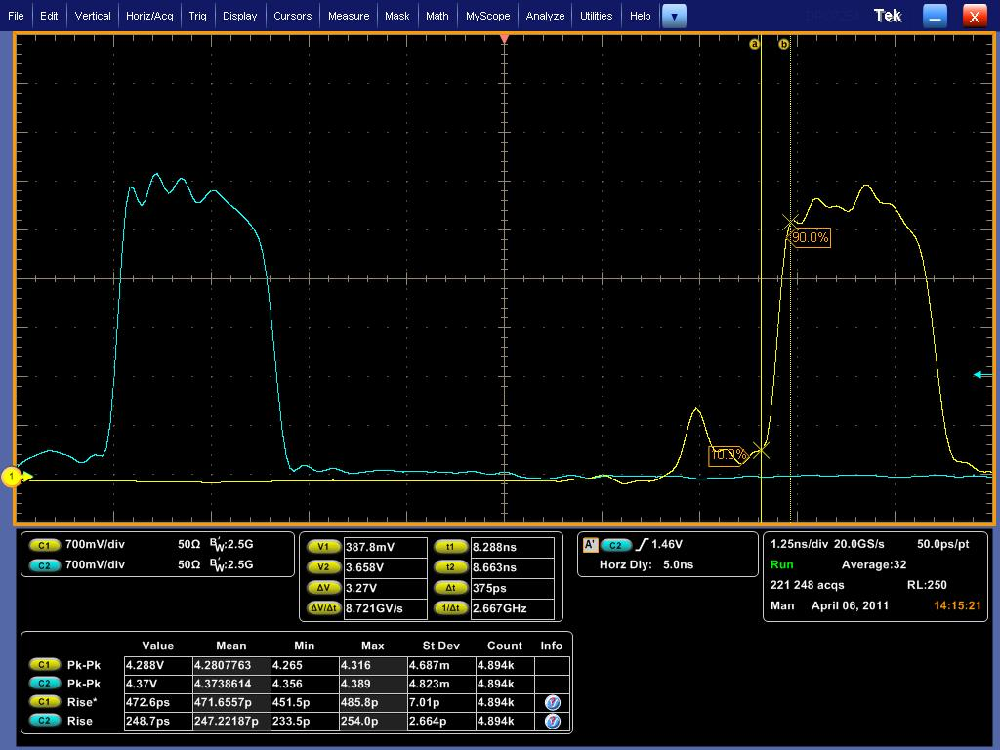 File Edit Vertical Horiz/Acq Trig Display Cursors Measure Mask Math MyScope Analyze Utilities Help Tek X
a b
90.0%
10.0%
1
C1 700mV/div 50Ω BW:2.5G
C2 700mV/div 50Ω BW:2.5G
V1 387.8mV t1 8.288ns
V2 3.658V t2 8.663ns
ΔV 3.27V Δt 375ps
ΔV/Δt 8.721GV/s 1/Δt 2.667GHz
A' C2 1.46V
Horz Dly: 5.0ns
1.25ns/div 20.0GS/s 50.0ps/pt
Run Average:32
221 248 acqs RL:250
Man April 06, 2011 14:15:21
Value Mean Min Max St Dev Count Info
C1 Pk-Pk 4.288V 4.2807763 4.265 4.316 4.687m 4.894k
C2 Pk-Pk 4.37V 4.3738614 4.356 4.389 4.823m 4.894k
C1 Rise* 472.6ps 471.6557p 451.5p 485.8p 7.01p 4.894k
C2 Rise 248.7ps 247.22187p 233.5p 254.0p 2.664p 4.894k